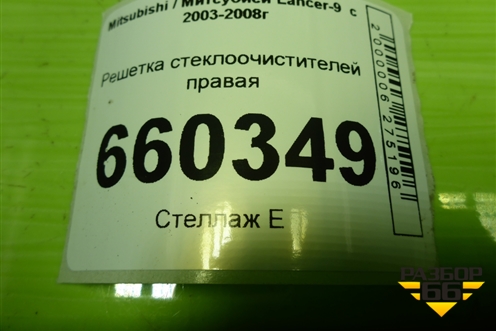 Mitsubishi / Митсубиси Lancer-9 с
2003-2008г
Решетка стеклоочистителей
правая
660349
Стеллаж Е
2000006275196
РАЗБОР
66